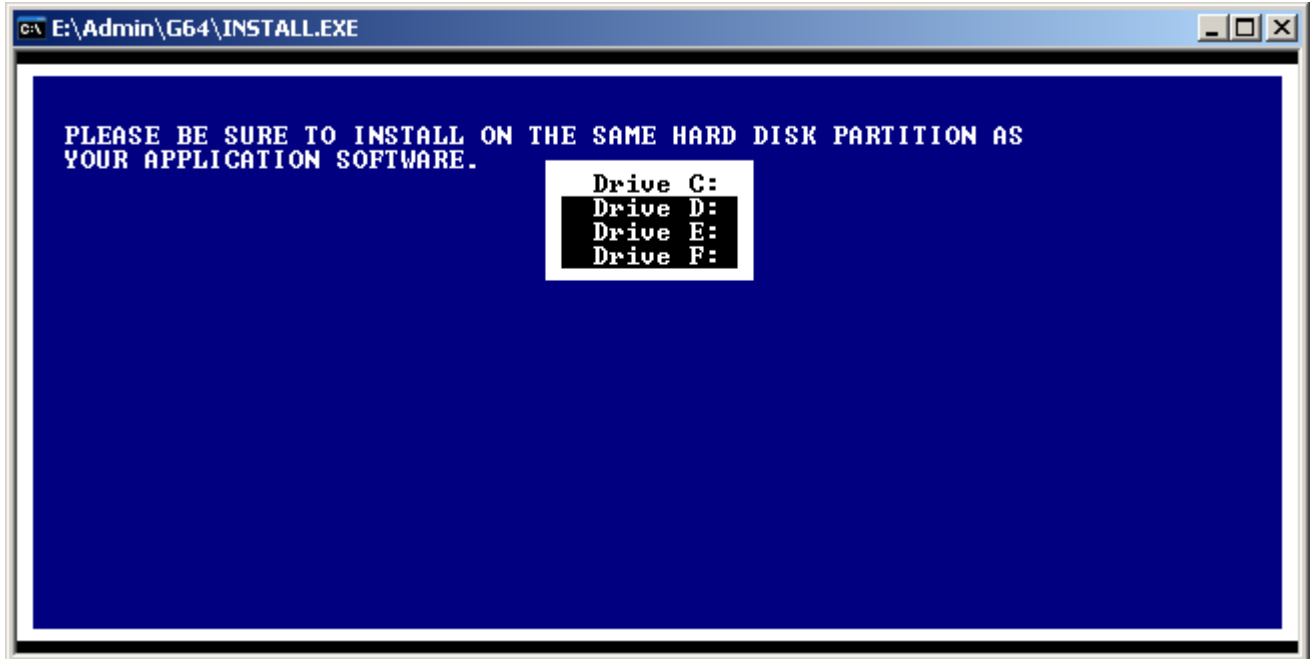 E:\Admin\G64\INSTALL.EXE
PLEASE BE SURE TO INSTALL ON THE SAME HARD DISK PARTITION AS
YOUR APPLICATION SOFTWARE.
Drive C:
Drive D:
Drive E:
Drive F: